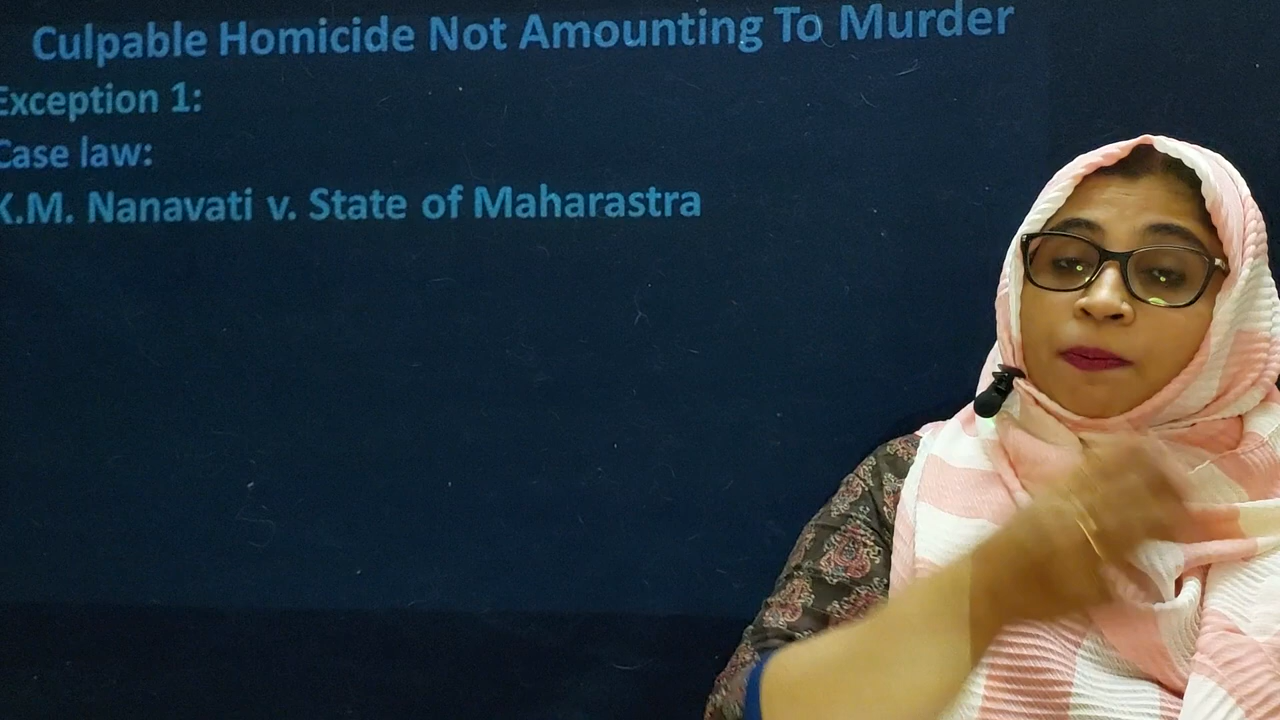 Culpable Homicide Not Amounting To Murder
Exception 1:
Case law:
K.M. Nanavati v. State of Maharastra